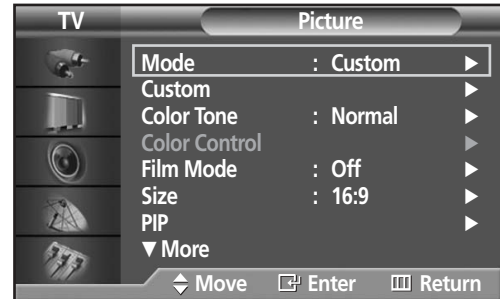 TV Picture
Mode : Custom ▶
Custom ▶
Color Tone : Normal ▶
Color Control ▶
Film Mode : Off ▶
Size : 16:9 ▶
PIP ▶
▼ More
Move Enter Return